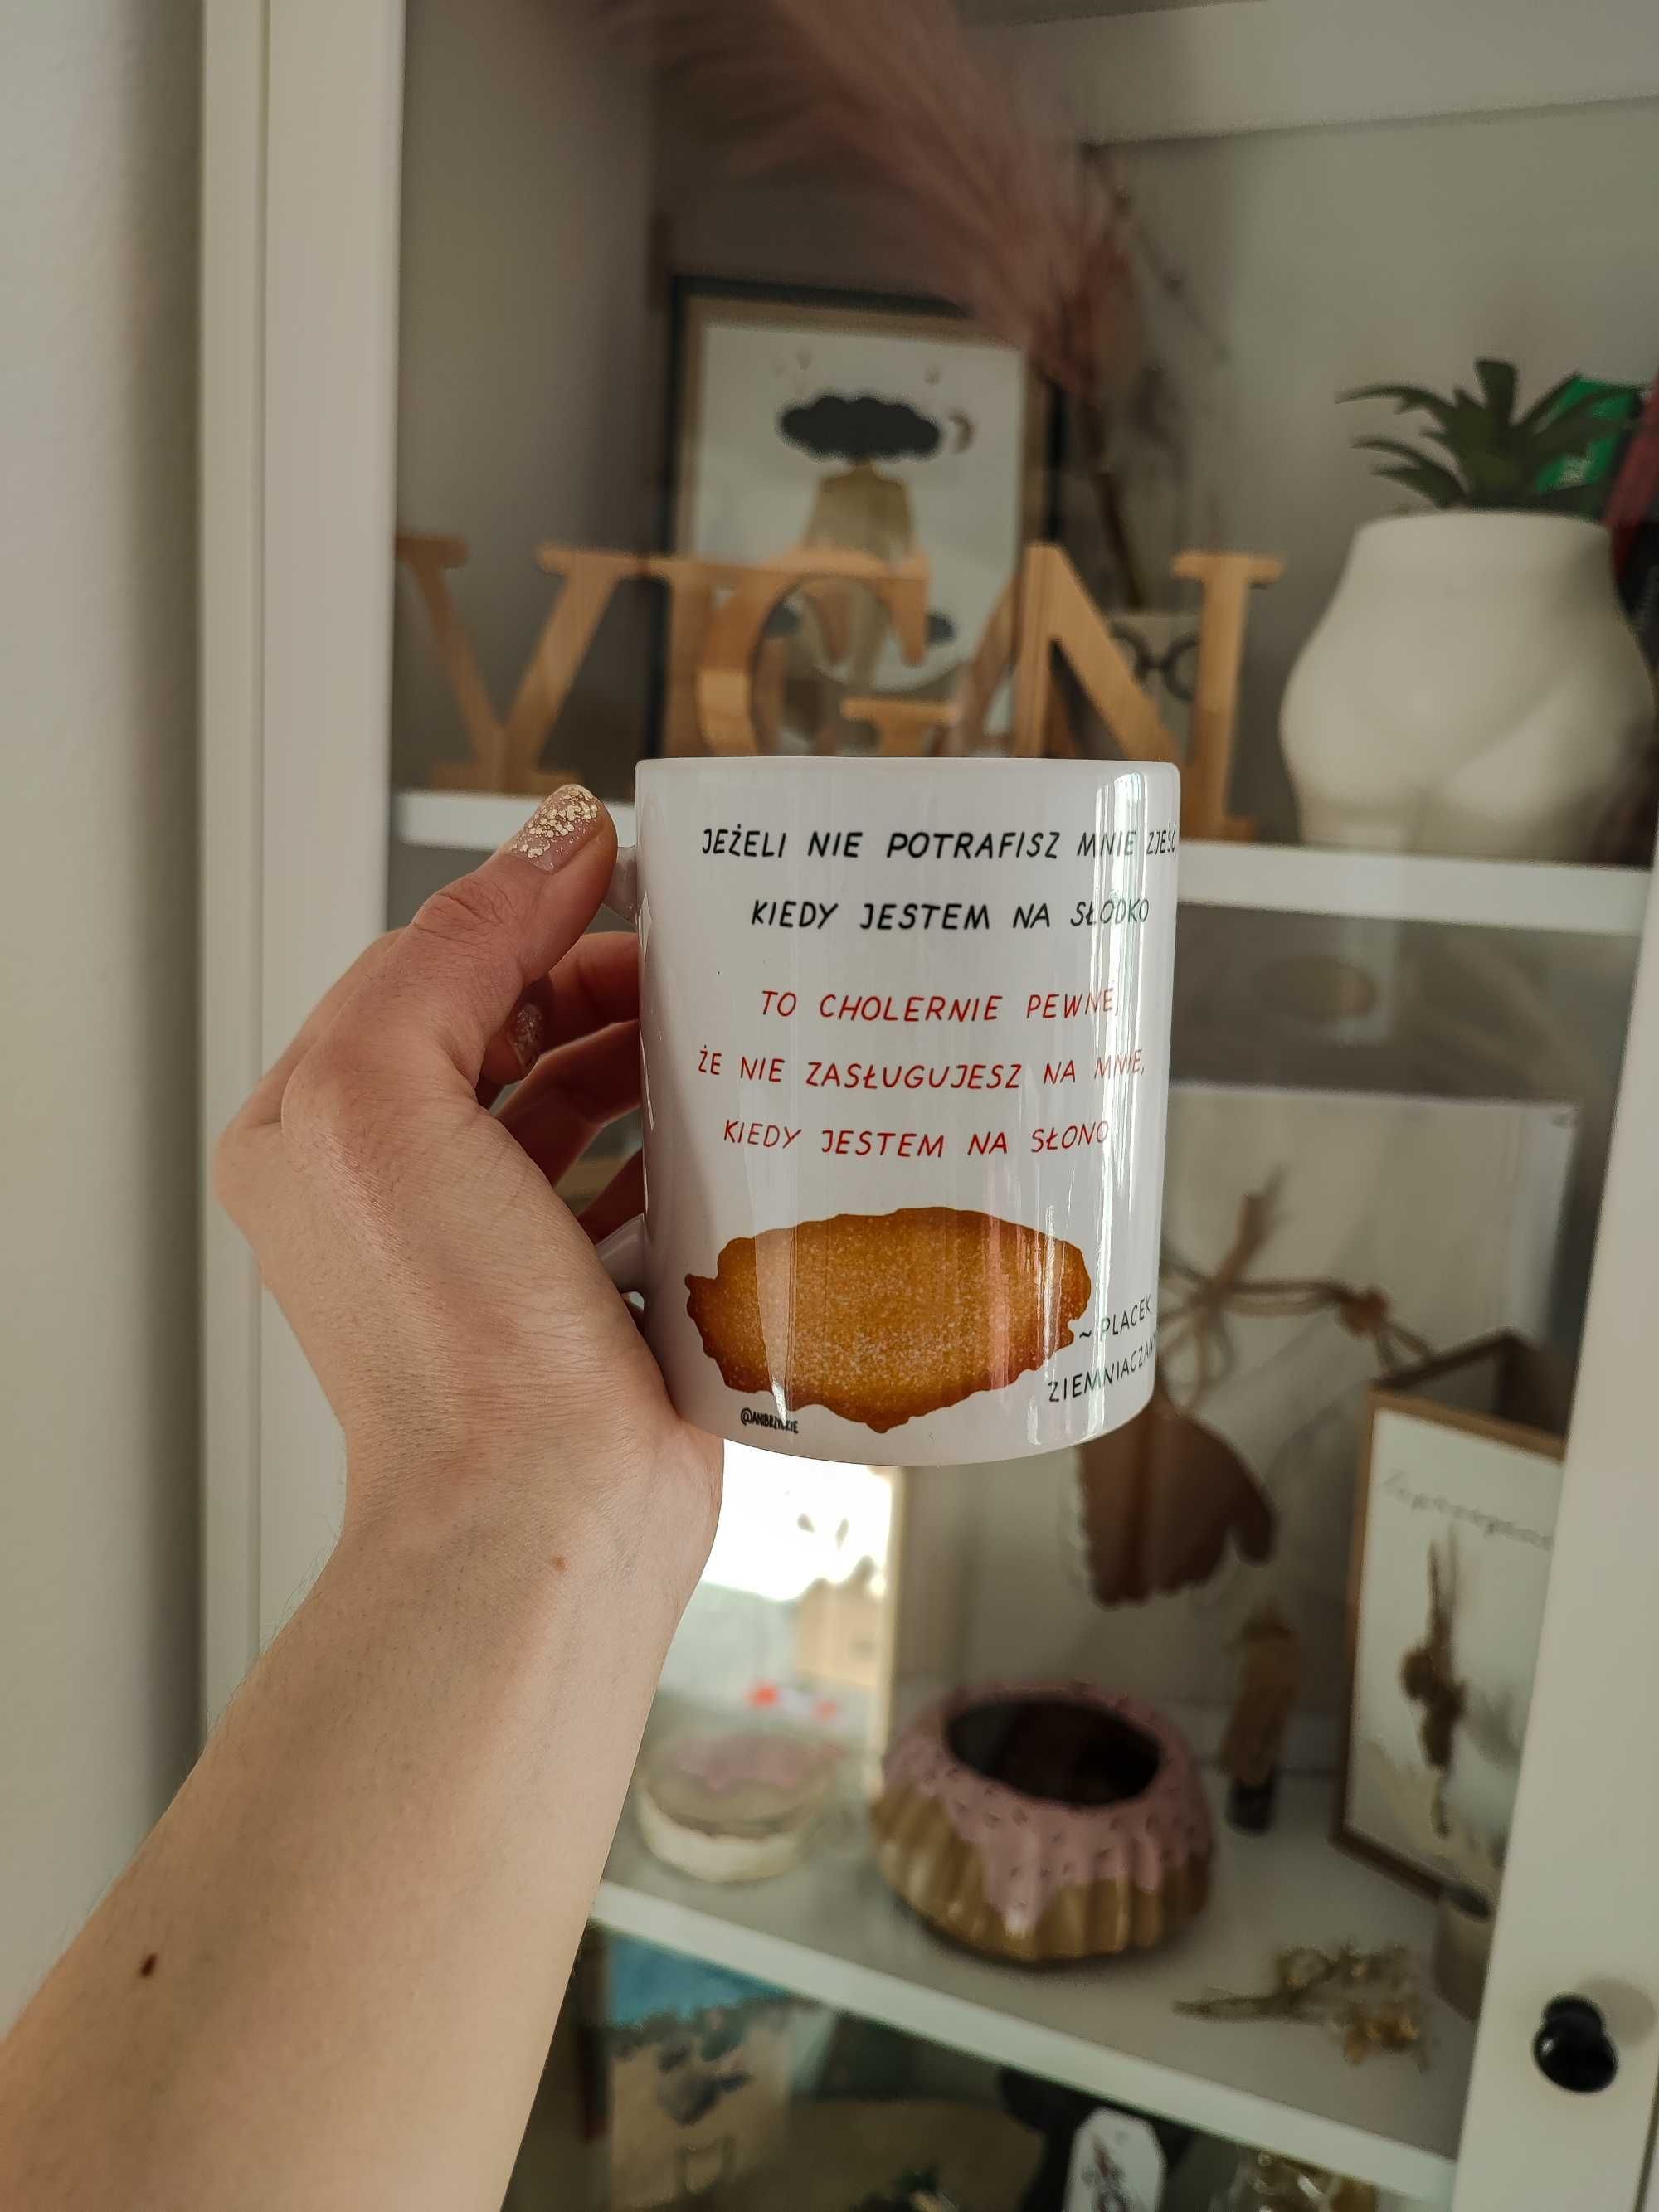 VEGAN
JEŻELI NIE POTRAFISZ MNIE ZJEŚĆ
KIEDY JESTEM NA SŁODKO
TO CHOLERNIE PEWNE,
ŻE NIE ZASŁUGUJESZ NA MNIE,
KIEDY JESTEM NA SŁONO
~ PLACEK
ZIEMNIACZANY